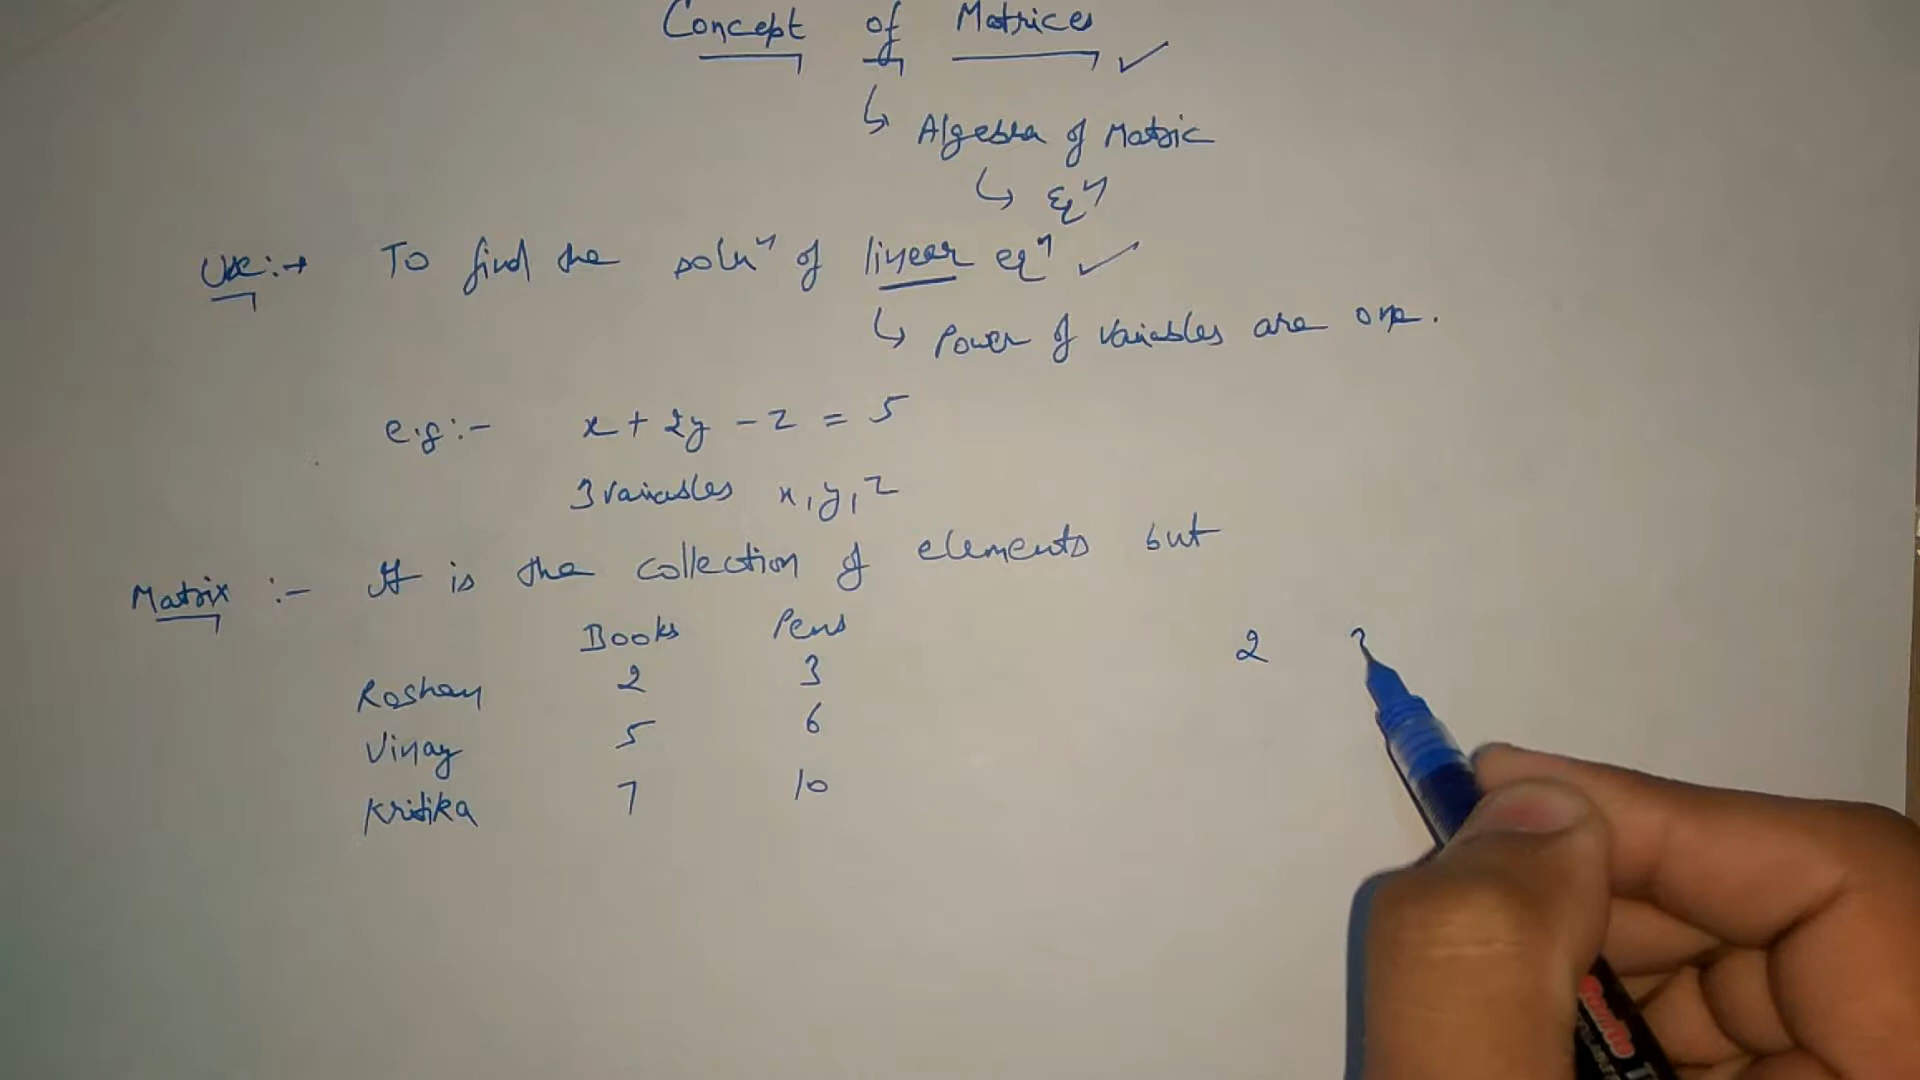 Concept of Matrices
↳ Algebra of Matric
↳ Eqⁿ
Use:→ To find the soluⁿ of linear eqⁿ
↳ Power of variables are one.
e.g:- x + 2y - z = 5
3 variables x, y, z
Matrix :- It is the collection of elements but
Books Pens
Roshan 2 3
Vinay 5 6
Kritika 7 10
2 3